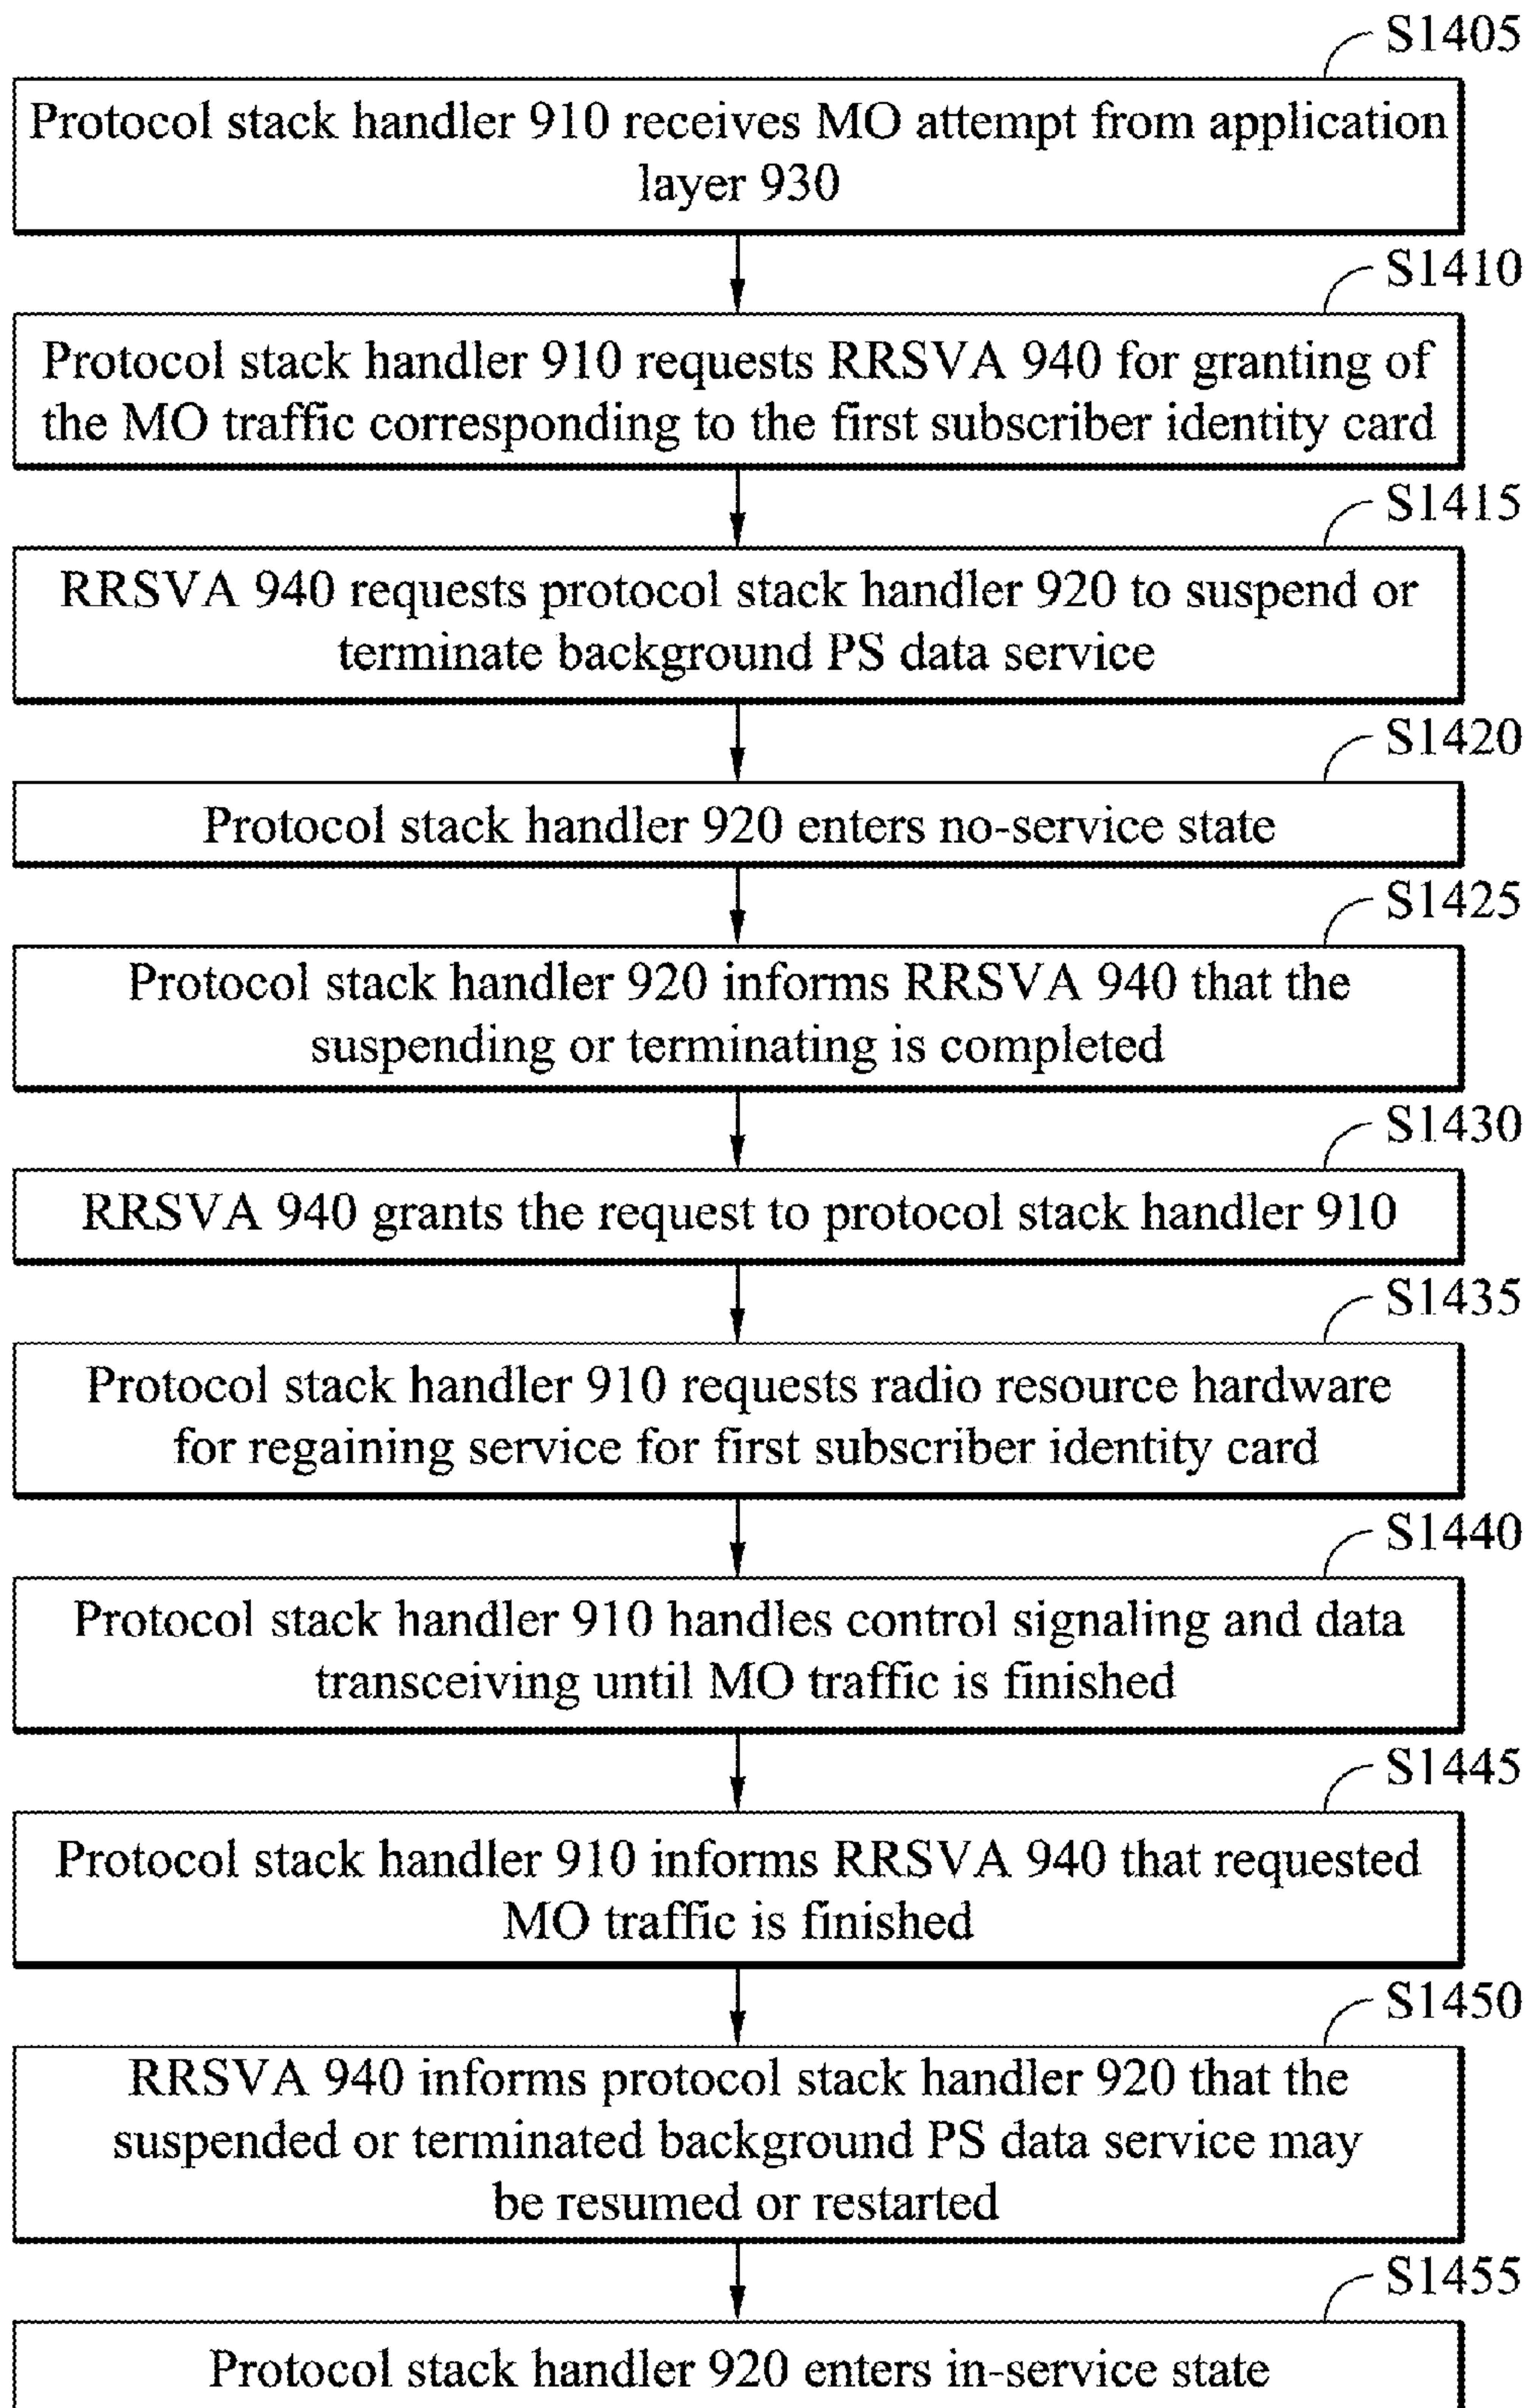 S1405
Protocol stack handler 910 receives MO attempt from application
layer 930
S1410
Protocol stack handler 910 requests RRSVA 940 for granting of
the MO traffic corresponding to the first subscriber identity card
S1415
RRSVA 940 requests protocol stack handler 920 to suspend or
terminate background PS data service
S1420
Protocol stack handler 920 enters no-service state
S1425
Protocol stack handler 920 informs RRSVA 940 that the
suspending or terminating is completed
S1430
RRSVA 940 grants the request to protocol stack handler 910
S1435
Protocol stack handler 910 requests radio resource hardware
for regaining service for first subscriber identity card
S1440
Protocol stack handler 910 handles control signaling and data
transceiving until MO traffic is finished
S1445
Protocol stack handler 910 informs RRSVA 940 that requested
MO traffic is finished
S1450
RRSVA 940 informs protocol stack handler 920 that the
suspended or terminated background PS data service may
be resumed or restarted
S1455
Protocol stack handler 920 enters in-service state